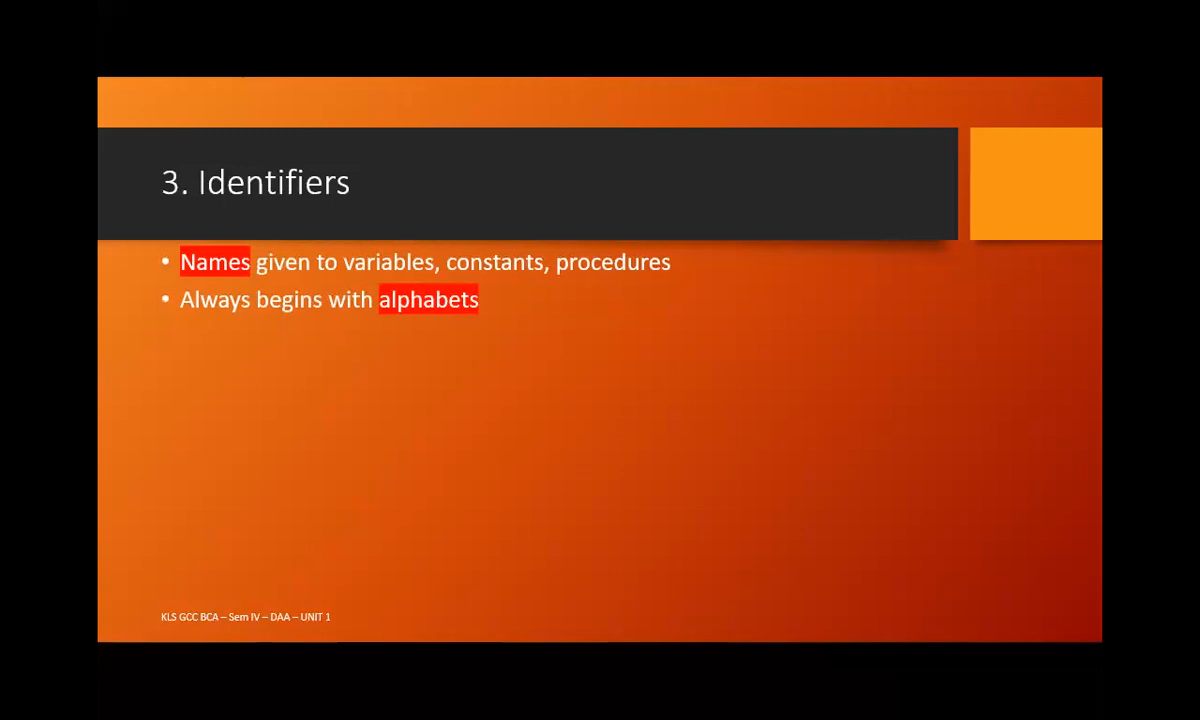 3. Identifiers
• Names given to variables, constants, procedures
• Always begins with alphabets
KLS GCC BCA – Sem IV – DAA – UNIT 1